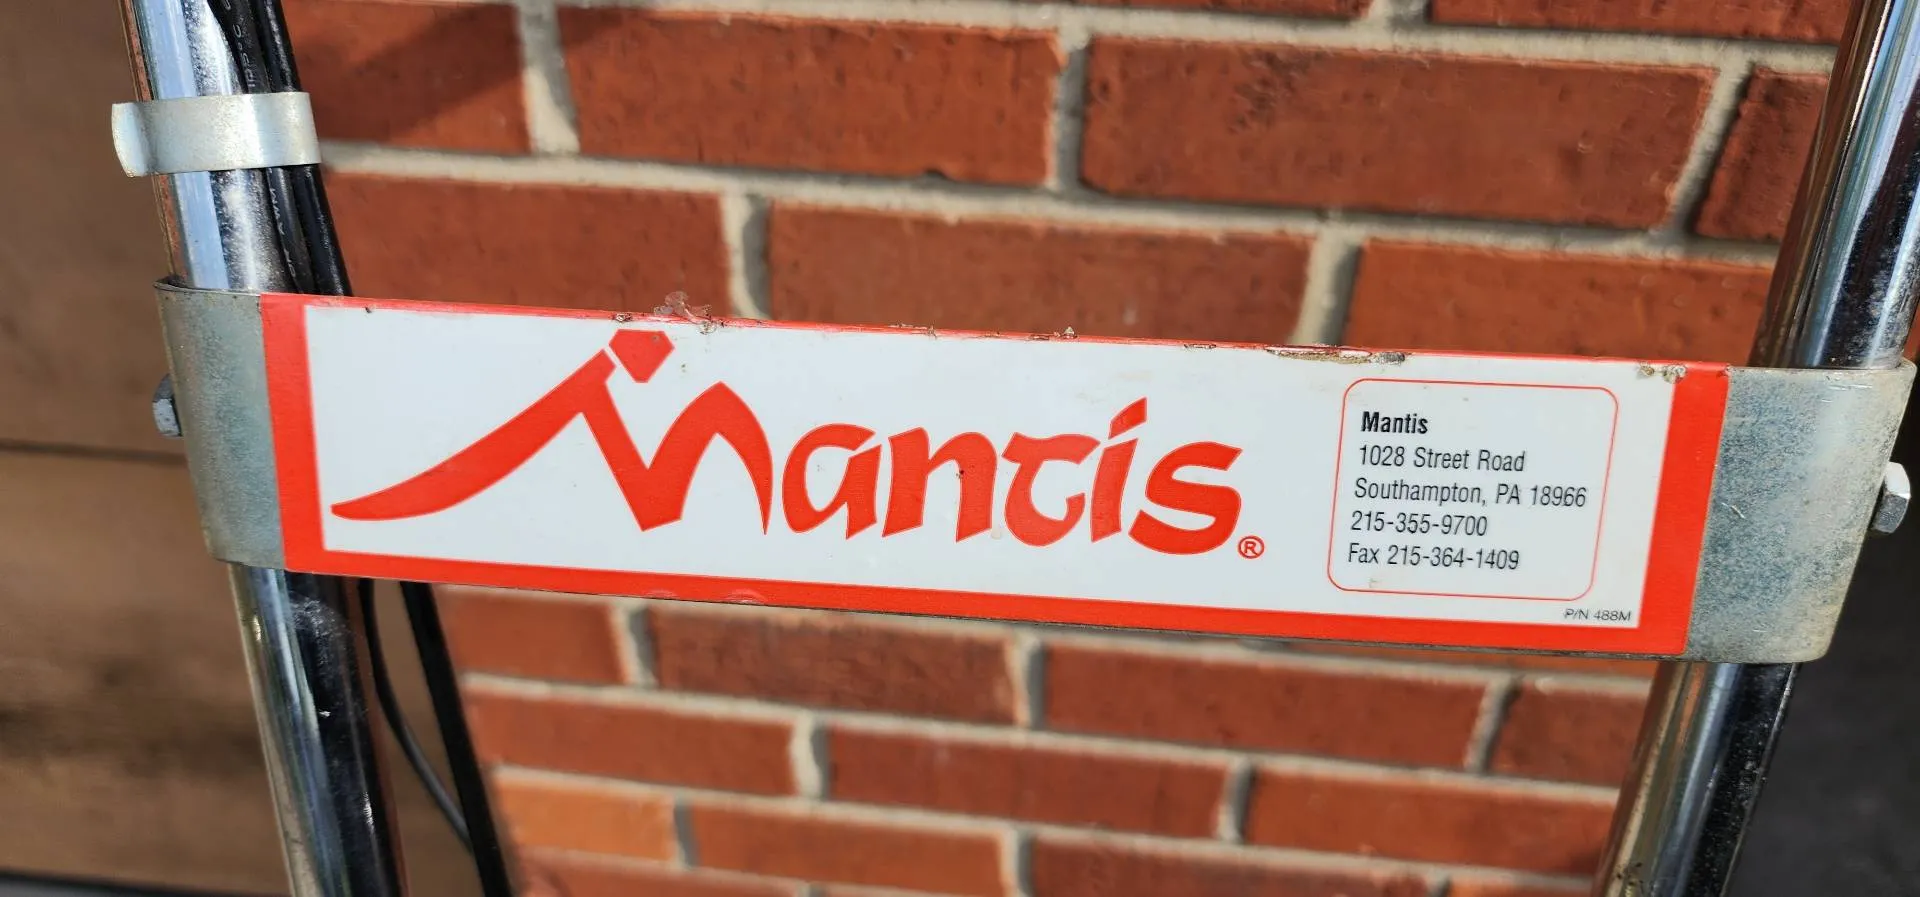 Mantis®
Mantis
1028 Street Road
Southampton, PA 18966
215-355-9700
Fax 215-364-1409
P/N 488M